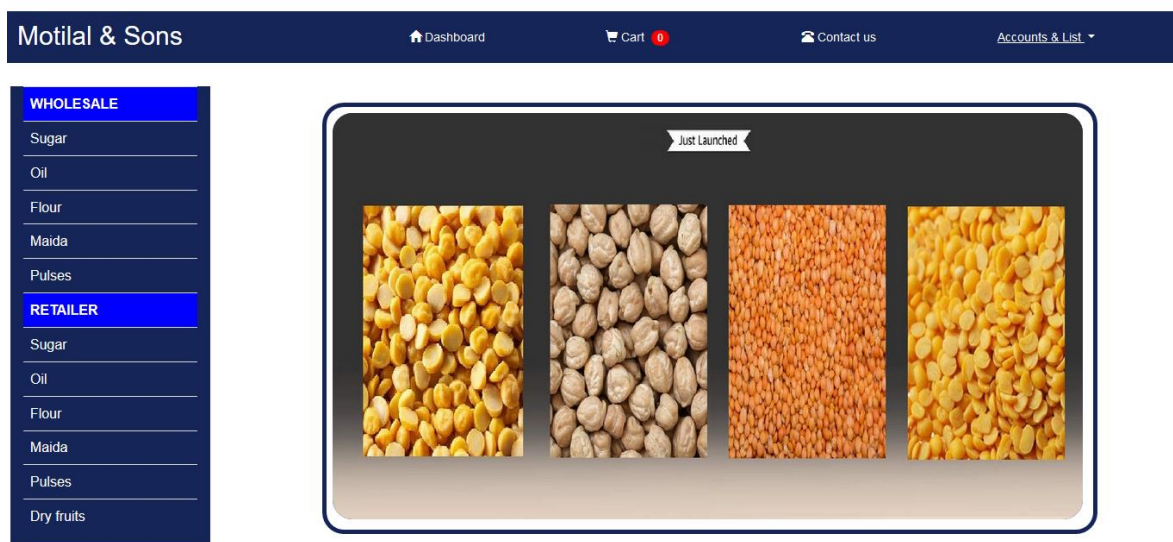 Motilal & Sons
Dashboard
Cart 0
Contact us
Accounts & List
WHOLESALE
Sugar
Oil
Flour
Maida
Pulses
RETAILER
Sugar
Oil
Flour
Maida
Pulses
Dry fruits
Just Launched